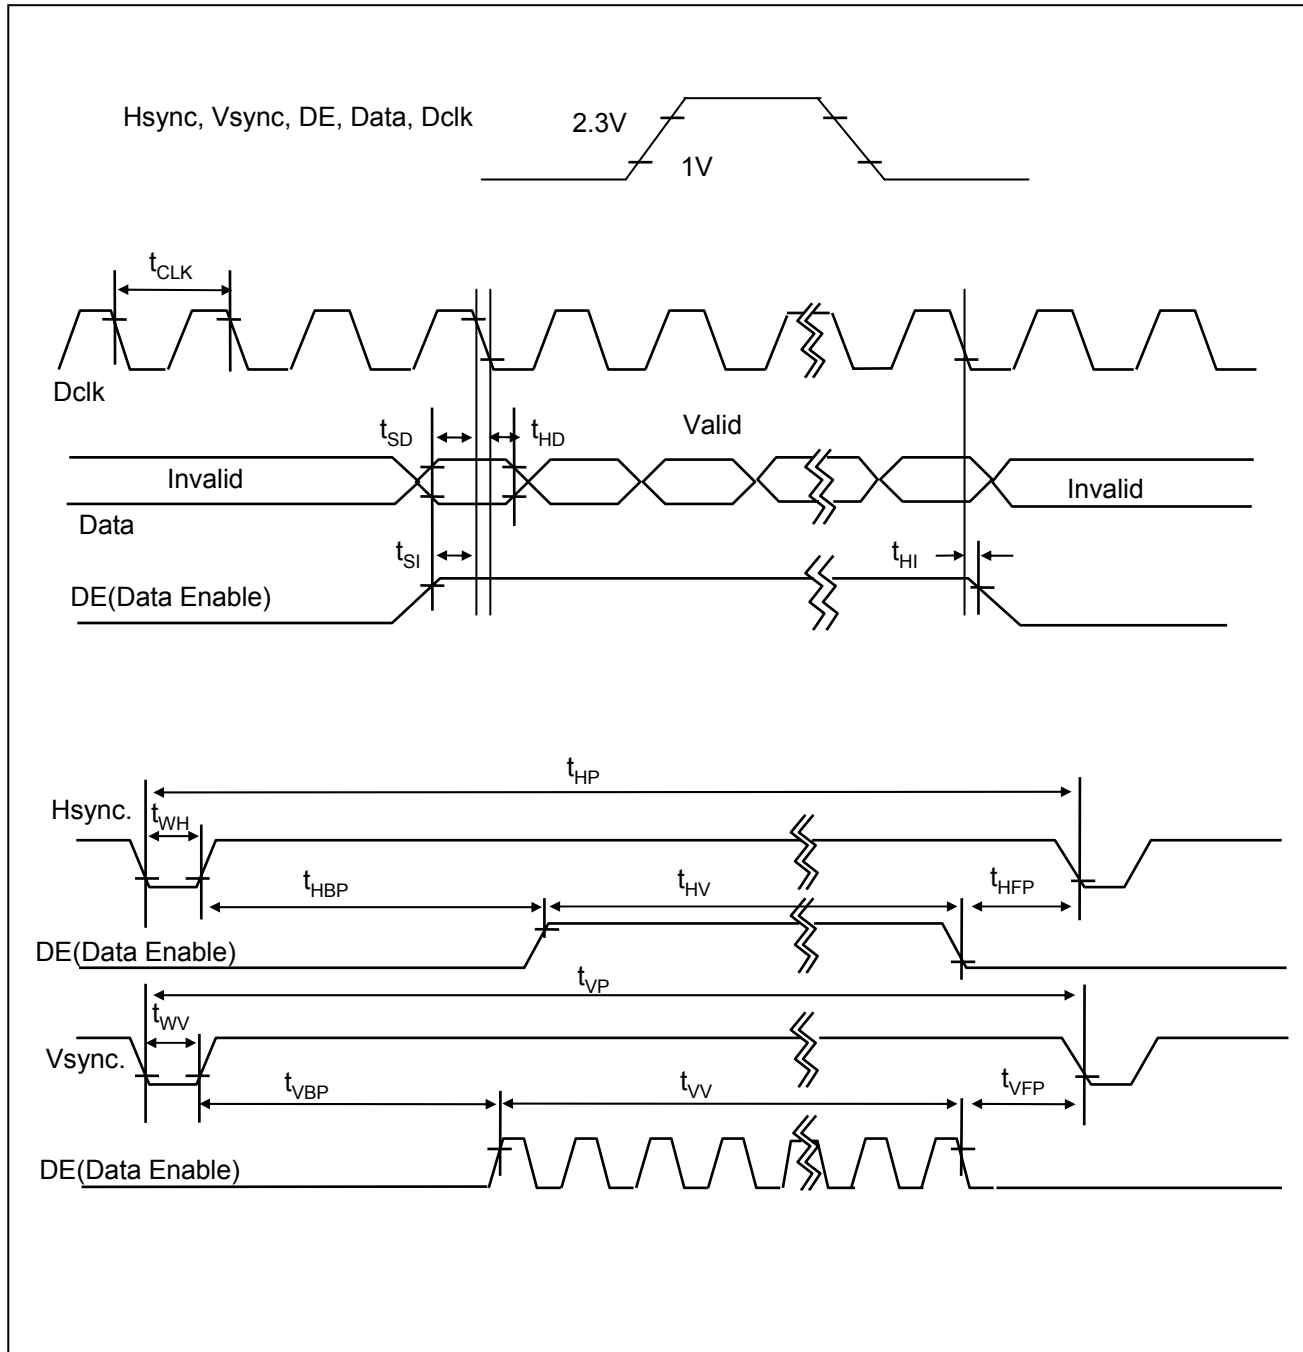 Hsync, Vsync, DE, Data, Dclk
2.3V
1V
tCLK
Dclk
tSD
tHD
Valid
Invalid
Invalid
Data
tSI
tHI
DE(Data Enable)
tHP
Hsync.
tWH
tHBP
tHV
tHFP
DE(Data Enable)
tVP
tWV
Vsync.
tVBP
tVV
tVFP
DE(Data Enable)